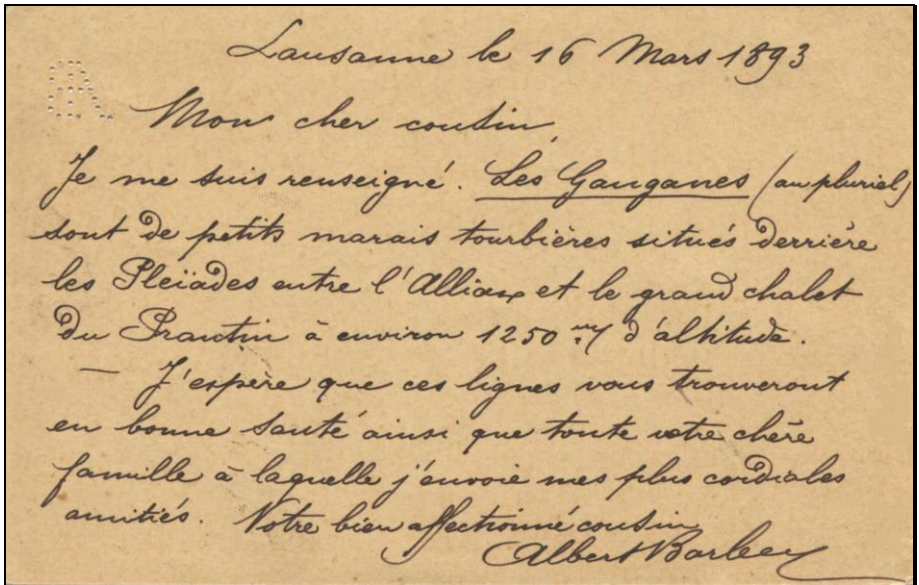 Lausanne le 16 Mars 1893
Mon cher cousin,
Je me suis renseigné. Les Gauganes (au pluriel)
sont de petits marais tourbières situés derrière
les Pleïades entre l'Alliax et le grand chalet
du Prantin à environ 1250 m/ d'altitude.
— J'espère que ces lignes vous trouveront
en bonne santé ainsi que toute votre chère
famille à laquelle j'envoie mes plus cordiales
amitiés. Votre bien affectionné cousin
Albert Barbey